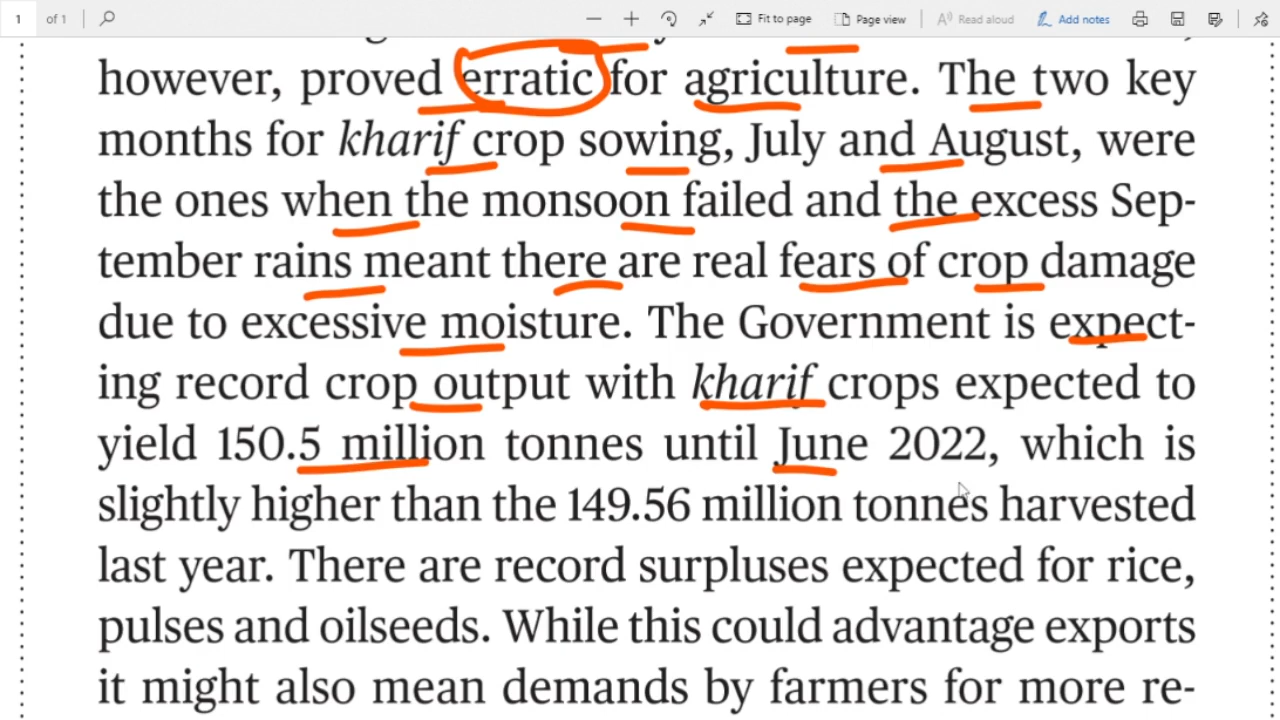 1 of 1 Fit to page Page view Read aloud Add notes
however, proved erratic for agriculture. The two key
months for kharif crop sowing, July and August, were
the ones when the monsoon failed and the excess Sep-
tember rains meant there are real fears of crop damage
due to excessive moisture. The Government is expect-
ing record crop output with kharif crops expected to
yield 150.5 million tonnes until June 2022, which is
slightly higher than the 149.56 million tonnes harvested
last year. There are record surpluses expected for rice,
pulses and oilseeds. While this could advantage exports
it might also mean demands by farmers for more re-